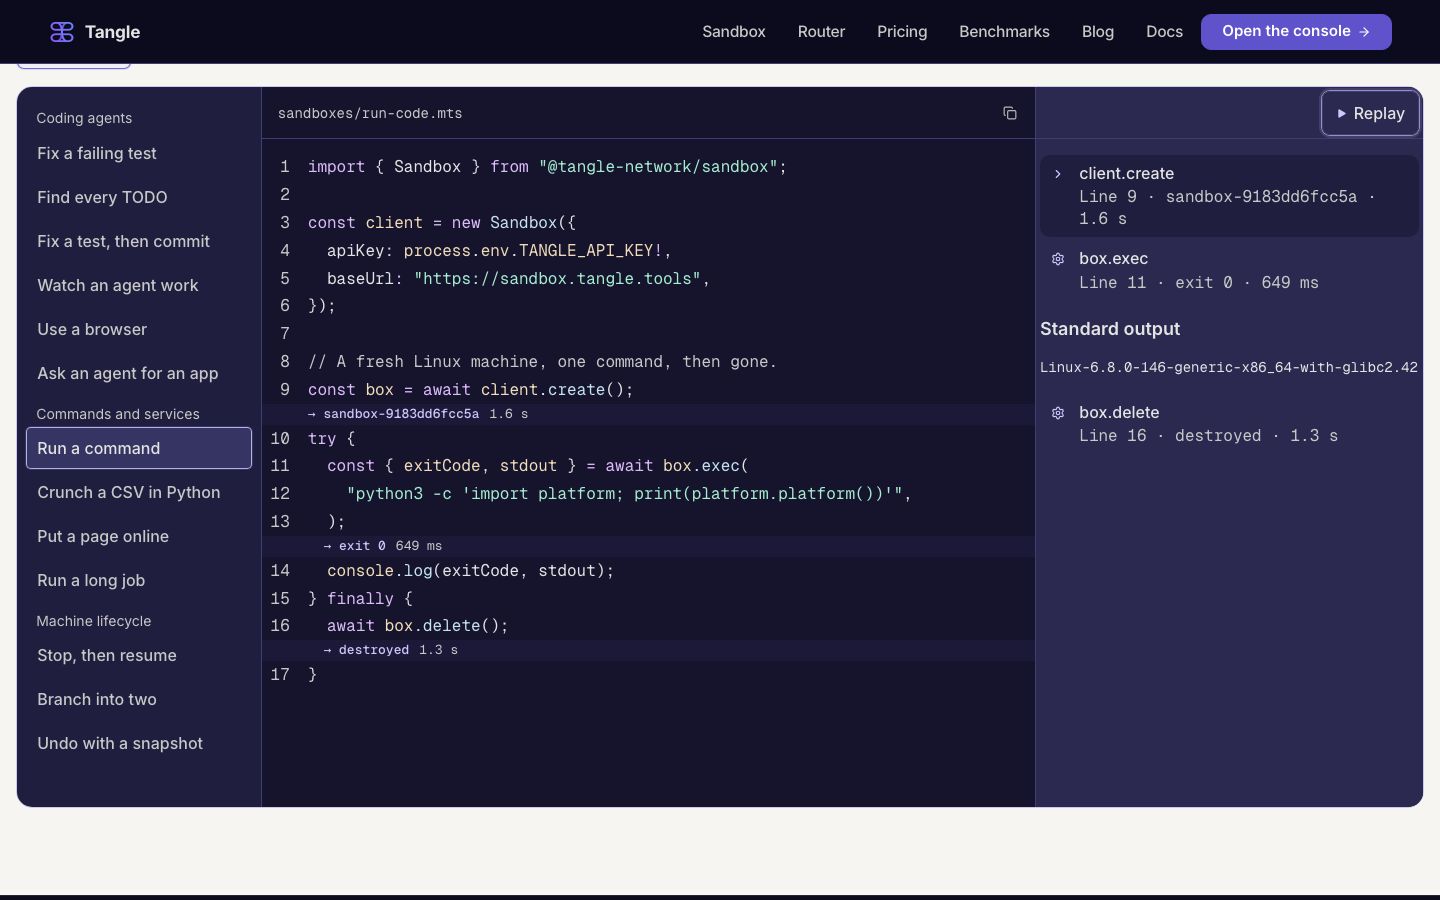 Tangle
Sandbox
Router
Pricing
Benchmarks
Blog
Docs
Open the console →
Coding agents
Fix a failing test
Find every TODO
Fix a test, then commit
Watch an agent work
Use a browser
Ask an agent for an app
Commands and services
Run a command
Crunch a CSV in Python
Put a page online
Run a long job
Machine lifecycle
Stop, then resume
Branch into two
Undo with a snapshot
sandboxes/run-code.mts
1 import { Sandbox } from "@tangle-network/sandbox";
2
3 const client = new Sandbox({
4   apiKey: process.env.TANGLE_API_KEY!,
5   baseUrl: "https://sandbox.tangle.tools",
6 });
7
8 // A fresh Linux machine, one command, then gone.
9 const box = await client.create();
→ sandbox-9183dd6fcc5a 1.6 s
10 try {
11   const { exitCode, stdout } = await box.exec(
12     "python3 -c 'import platform; print(platform.platform())'",
13   );
→ exit 0 649 ms
14   console.log(exitCode, stdout);
15 } finally {
16   await box.delete();
→ destroyed 1.3 s
17 }
Replay
client.create
Line 9 · sandbox-9183dd6fcc5a ·
1.6 s
box.exec
Line 11 · exit 0 · 649 ms
Standard output
Linux-6.8.0-146-generic-x86_64-with-glibc2.42
box.delete
Line 16 · destroyed · 1.3 s